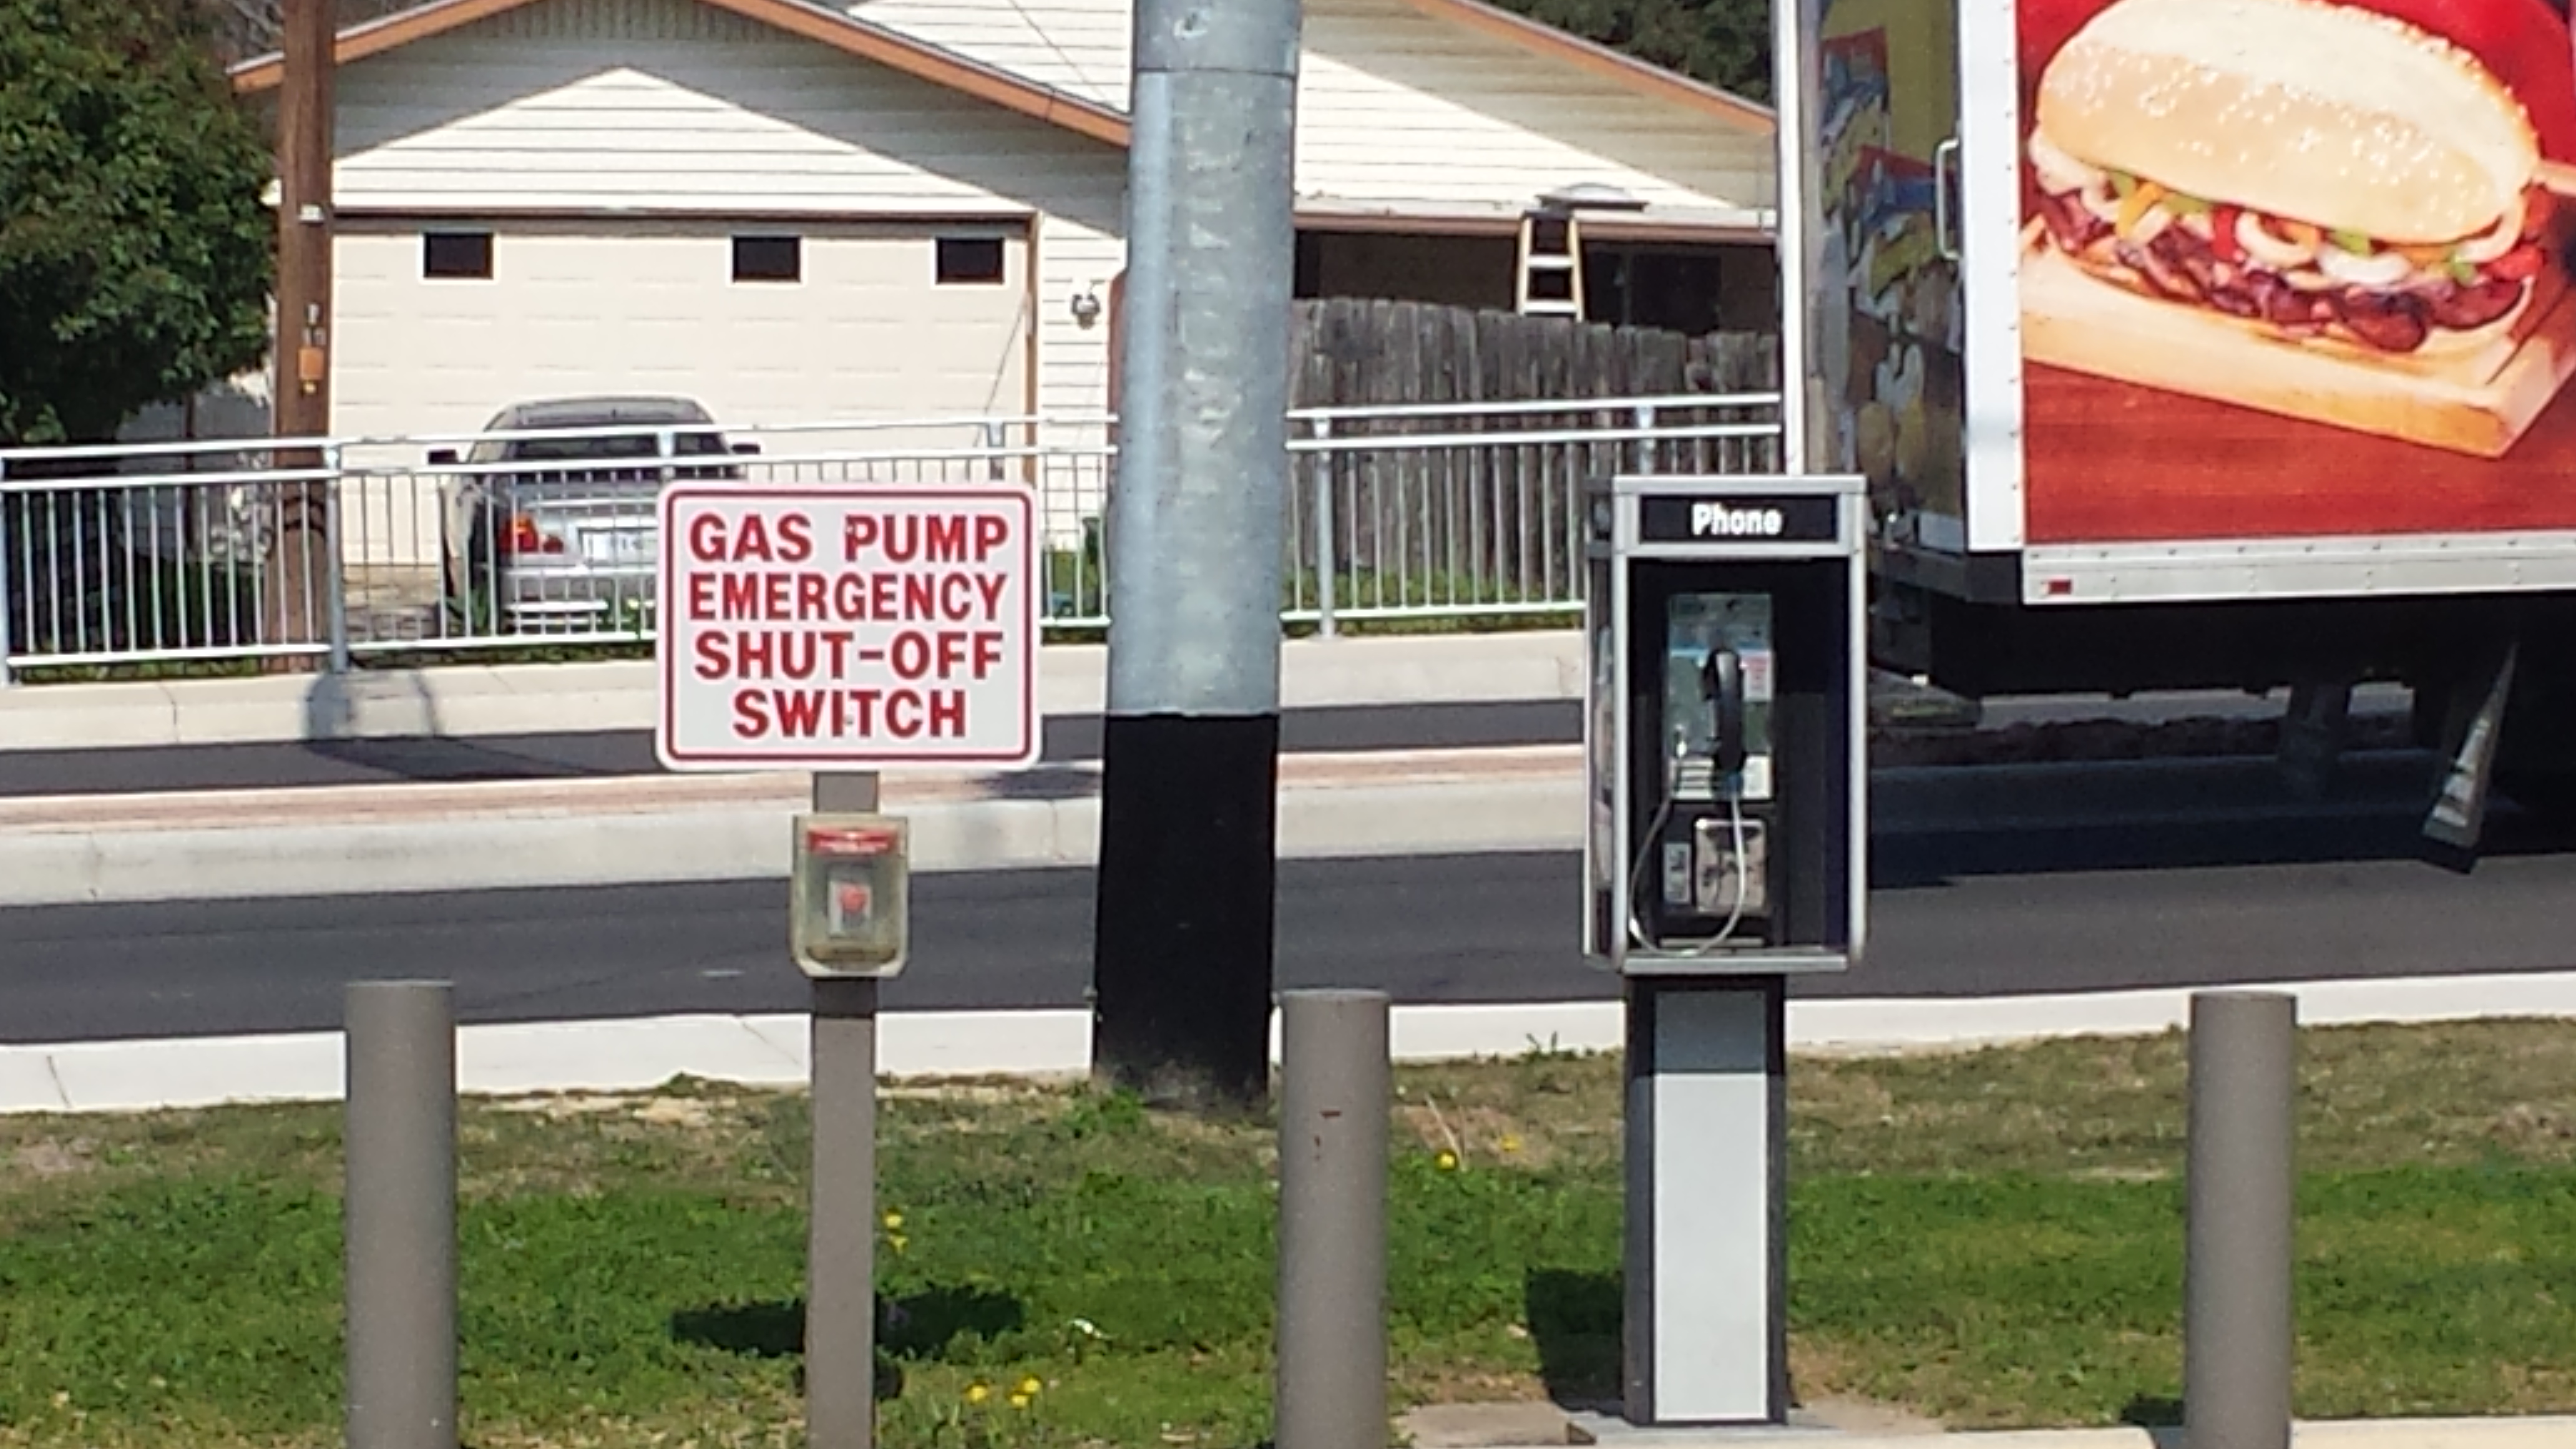 GAS PUMP
EMERGENCY
SHUT-OFF
SWITCH
Phone